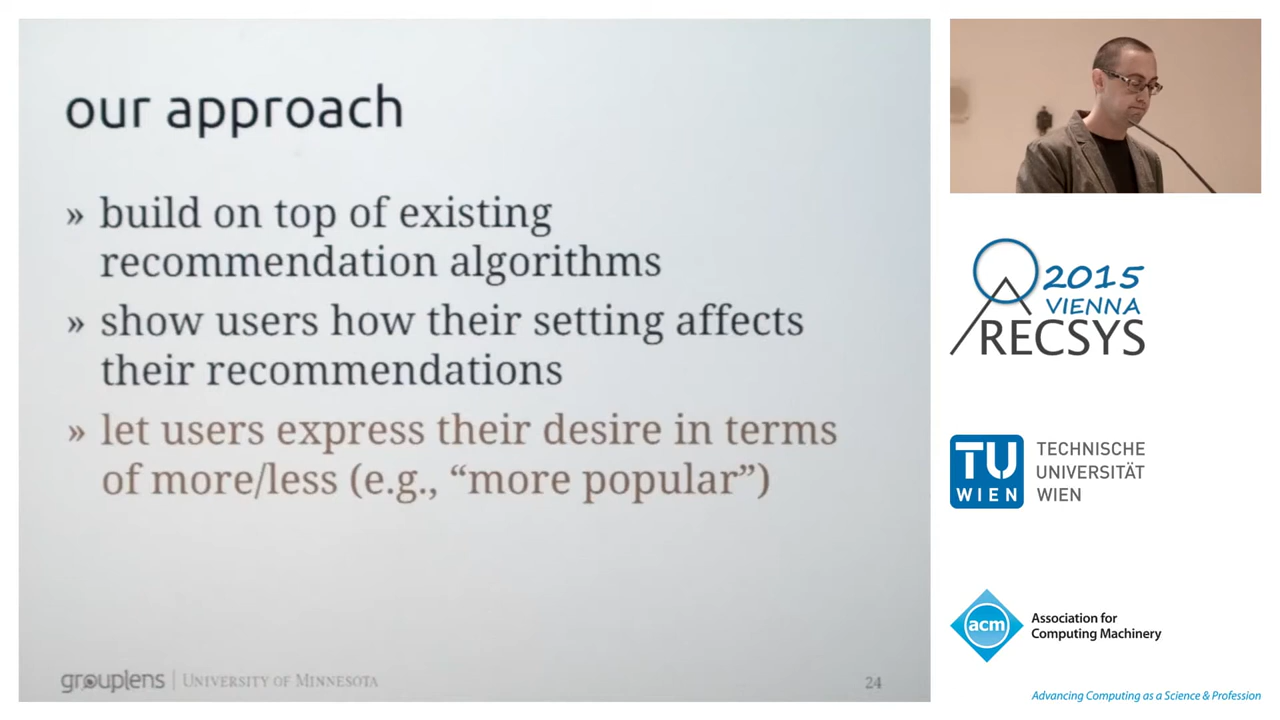 our approach
» build on top of existing
recommendation algorithms
» show users how their setting affects
their recommendations
» let users express their desire in terms
of more/less (e.g., “more popular”)
grouplens | UNIVERSITY OF MINNESOTA
24
2015
VIENNA
RECSYS
TU
WIEN
TECHNISCHE
UNIVERSITÄT
WIEN
acm
Association for
Computing Machinery
Advancing Computing as a Science & Profession